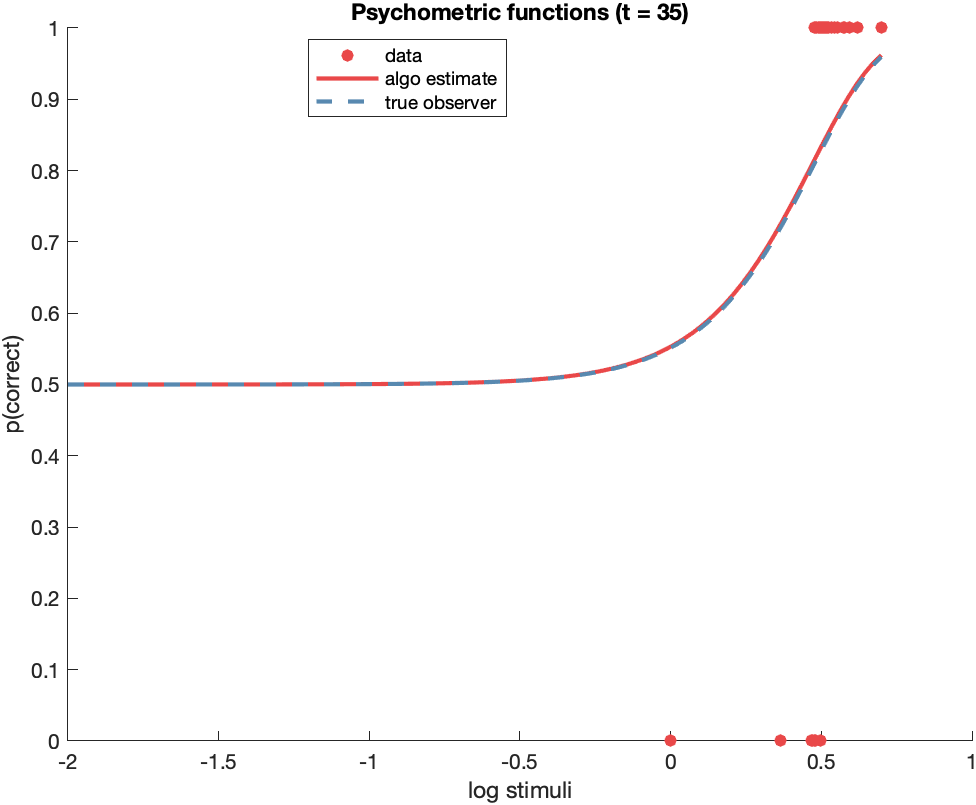 Psychometric functions (t = 35)
data
algo estimate
true observer
p(correct)
1
0.9
0.8
0.7
0.6
0.5
0.4
0.3
0.2
0.1
0
-2 -1.5 -1 -0.5 0 0.5 1
log stimuli